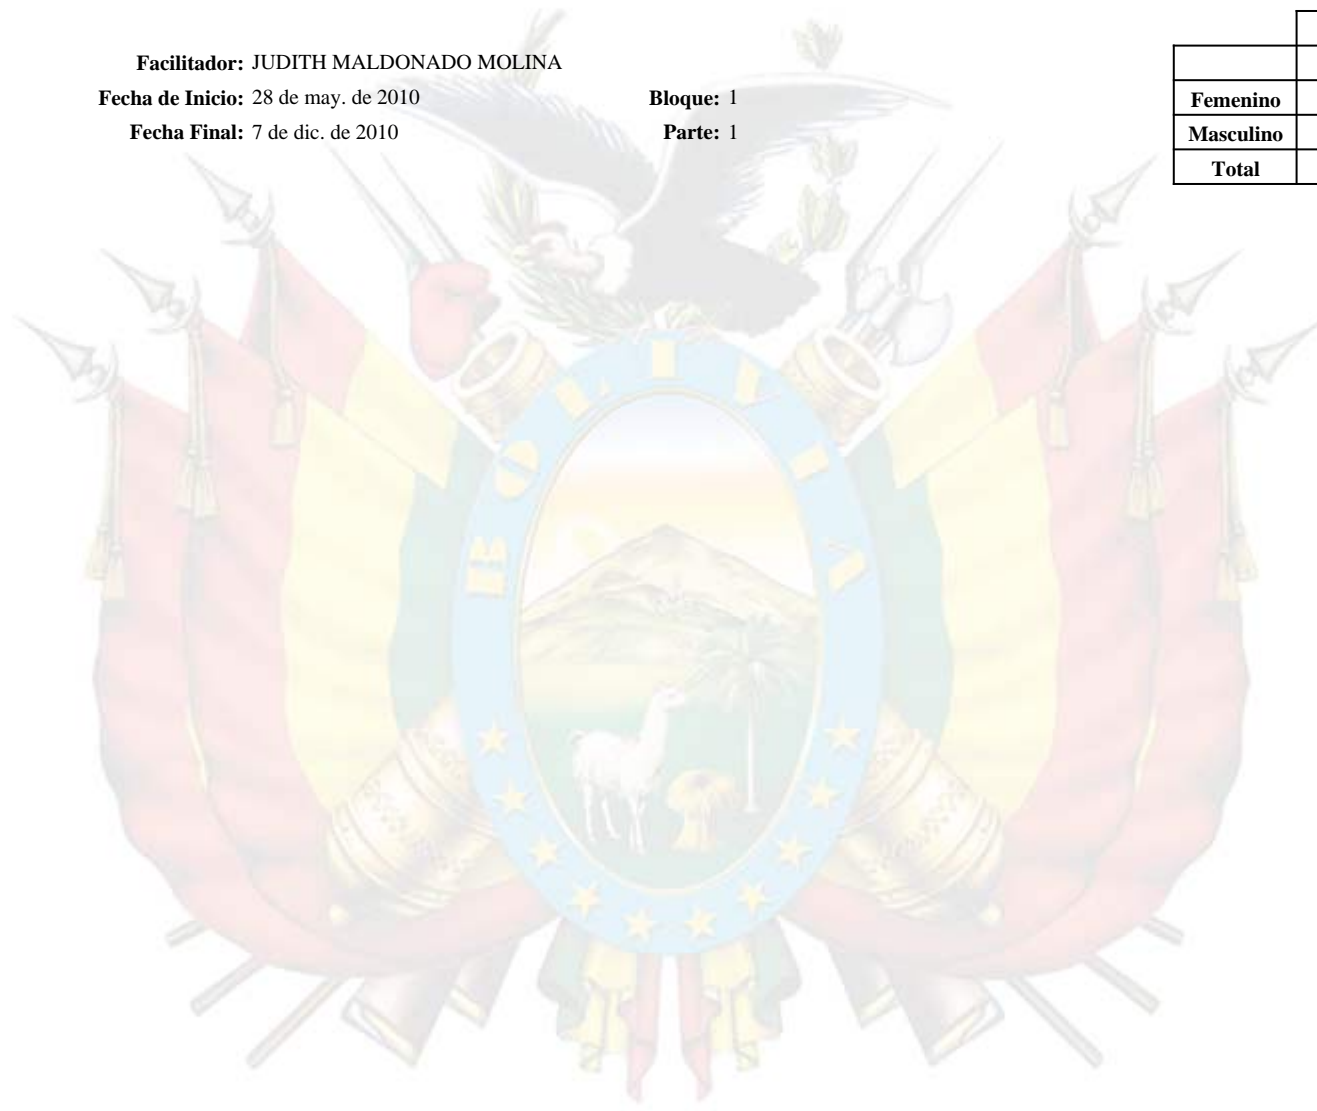 Facilitador: JUDITH MALDONADO MOLINA
Fecha de Inicio: 28 de may. de 2010 Bloque: 1
Fecha Final: 7 de dic. de 2010 Parte: 1
Femenino
Masculino
Total
BOLIVIA